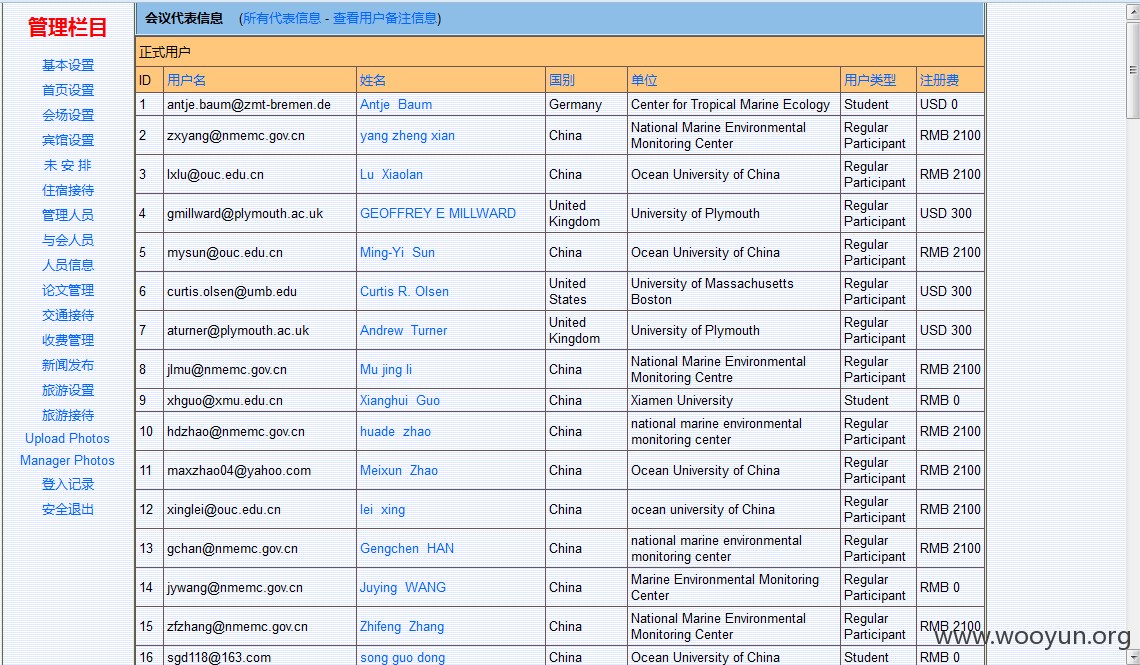 管理栏目
基本设置
首页设置
会场设置
宾馆设置
未 安 排
住宿接待
管理人员
与会人员
人员信息
论文管理
交通接待
收费管理
新闻发布
旅游设置
旅游接待
Upload Photos
Manager Photos
登入记录
安全退出
会议代表信息 (所有代表信息 - 查看用户备注信息)
正式用户
ID 用户名 姓名 国别 单位 用户类型 注册费
1 antje.baum@zmt-bremen.de Antje Baum Germany Center for Tropical Marine Ecology Student USD 0
2 zxyang@nmemc.gov.cn yang zheng xian China National Marine Environmental Monitoring Center Regular Participant RMB 2100
3 lxlu@ouc.edu.cn Lu Xiaolan China Ocean University of China Regular Participant RMB 2100
4 gmillward@plymouth.ac.uk GEOFFREY E MILLWARD United Kingdom University of Plymouth Regular Participant USD 300
5 mysun@ouc.edu.cn Ming-Yi Sun China Ocean University of China Regular Participant RMB 2100
6 curtis.olsen@umb.edu Curtis R. Olsen United States University of Massachusetts Boston Regular Participant USD 300
7 aturner@plymouth.ac.uk Andrew Turner United Kingdom University of Plymouth Regular Participant USD 300
8 jlmu@nmemc.gov.cn Mu jing li China National Marine Environmental Monitoring Centre Regular Participant RMB 2100
9 xhguo@xmu.edu.cn Xianghui Guo China Xiamen University Student RMB 0
10 hdzhao@nmemc.gov.cn huade zhao China national marine environmental monitoring center Regular Participant RMB 2100
11 maxzhao04@yahoo.com Meixun Zhao China Ocean University of China Regular Participant RMB 2100
12 xinglei@ouc.edu.cn lei xing China ocean university of China Regular Participant RMB 2100
13 gchan@nmemc.gov.cn Gengchen HAN China national marine environmental monitoring center Regular Participant RMB 2100
14 jywang@nmemc.gov.cn Juying WANG China Marine Environmental Monitoring Center Regular Participant RMB 0
15 zfzhang@nmemc.gov.cn Zhifeng Zhang China National Marine Environmental Monitoring Center Regular Participant RMB 2100
16 sgd118@163.com song guo dong China Ocean University of China Student RMB 0
www.wooyun.org